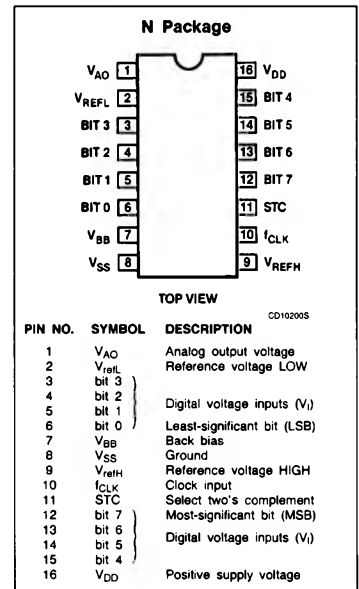 N Package
V_AO 1 16 V_DD
V_REFL 2 15 BIT 4
BIT 3 3 14 BIT 5
BIT 2 4 13 BIT 6
BIT 1 5 12 BIT 7
BIT 0 6 11 STC
V_BB 7 10 f_CLK
V_SS 8 9 V_REFH
TOP VIEW
CD10200S
PIN NO. SYMBOL DESCRIPTION
1 V_AO Analog output voltage
2 V_refL Reference voltage LOW
3 bit 3
4 bit 2
Digital voltage inputs (V_I)
5 bit 1
6 bit 0 Least-significant bit (LSB)
7 V_BB Back bias
8 V_SS Ground
9 V_refH Reference voltage HIGH
10 f_CLK Clock input
11 STC Select two's complement
12 bit 7 Most-significant bit (MSB)
13 bit 6
Digital voltage inputs (V_I)
14 bit 5
15 bit 4
16 V_DD Positive supply voltage